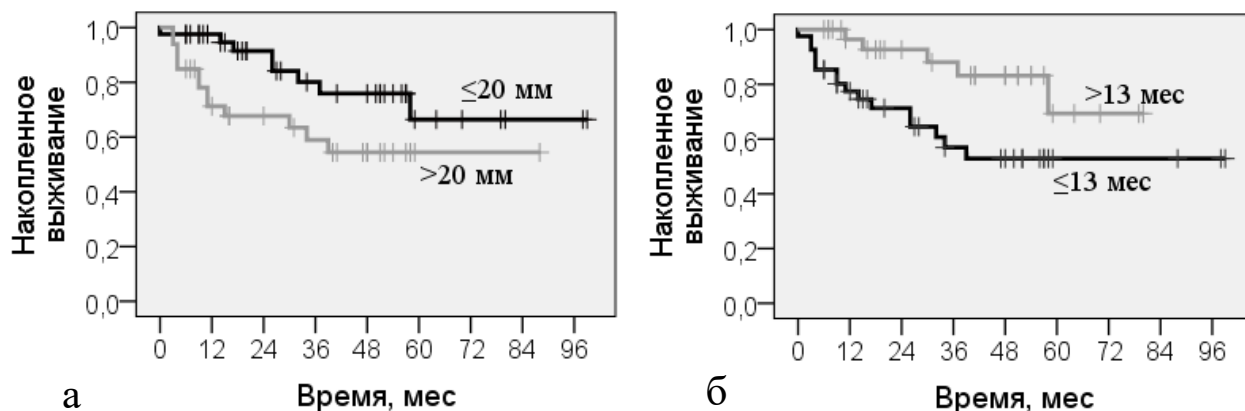 Накопленное
выживание
1,0
0,8
0,6
0,4
0,2
0,0
≤20 мм
>20 мм
0 12 24 36 48 60 72 84 96
Время, мес
а
Накопленное
выживание
1,0
0,8
0,6
0,4
0,2
0,0
>13 мес
≤13 мес
0 12 24 36 48 60 72 84 96
Время, мес
б